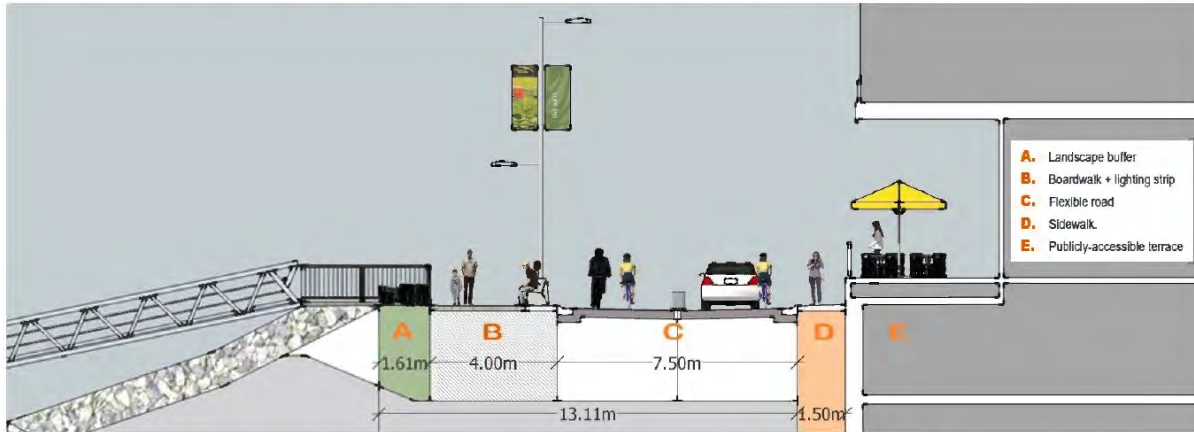 A. Landscape buffer
B. Boardwalk + lighting strip
C. Flexible road
D. Sidewalk.
E. Publicly-accessible terrace
A B C D E
1.61m 4.00m 7.50m
13.11m 1.50m